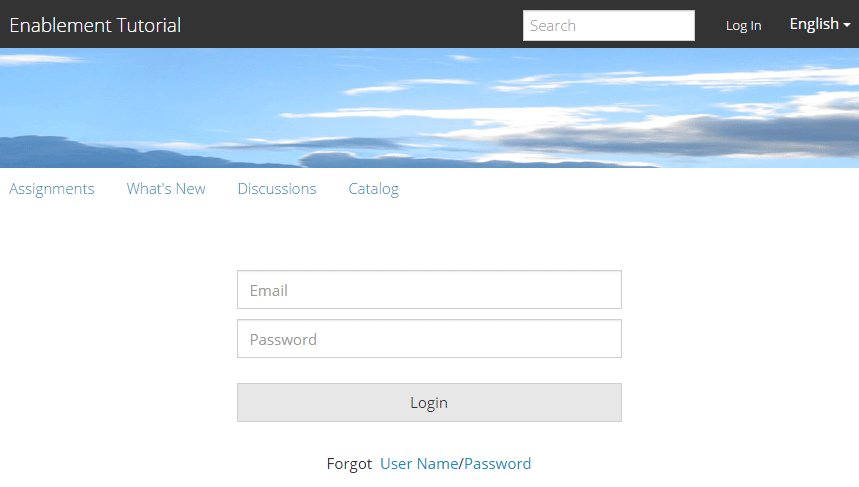 Enablement Tutorial Search Log In English
Assignments What's New Discussions Catalog
Email
Password
Login
Forgot User Name/Password